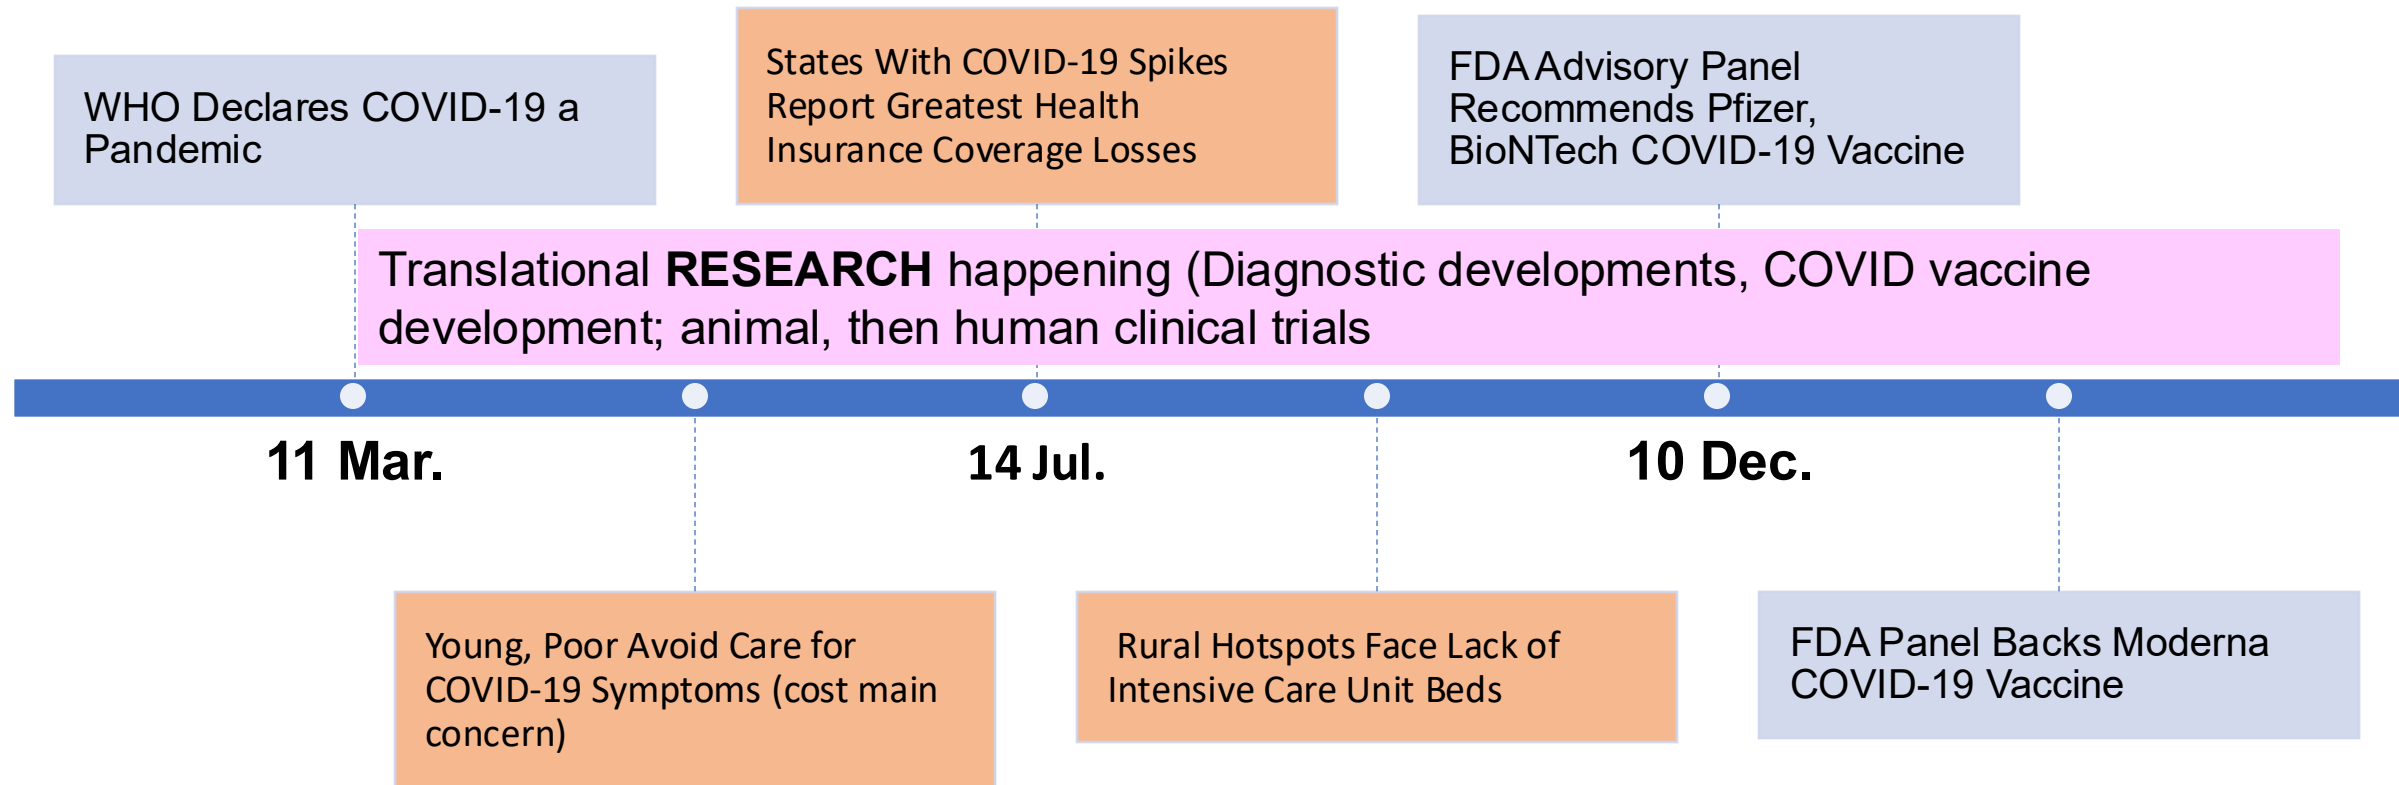 WHO Declares COVID-19 a
Pandemic
States With COVID-19 Spikes
Report Greatest Health
Insurance Coverage Losses
FDA Advisory Panel
Recommends Pfizer,
BioNTech COVID-19 Vaccine
Translational RESEARCH happening (Diagnostic developments, COVID vaccine
development; animal, then human clinical trials
11 Mar.
14 Jul.
10 Dec.
Young, Poor Avoid Care for
COVID-19 Symptoms (cost main
concern)
Rural Hotspots Face Lack of
Intensive Care Unit Beds
FDA Panel Backs Moderna
COVID-19 Vaccine